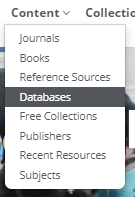 Content Collectio
Journals
Books
Reference Sources
Databases
Free Collections
Publishers
Recent Resources
Subjects